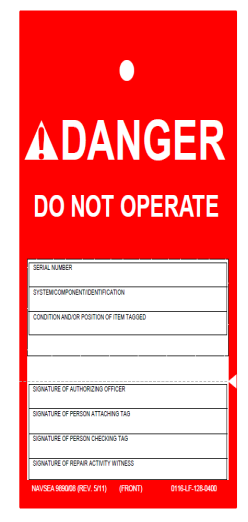 DANGER
DO NOT OPERATE
SERIAL NUMBER
SYSTEM/COMPONENT/IDENTIFICATION
CONDITION AND/OR POSITION OF ITEM TAGGED
SIGNATURE OF AUTHORIZING OFFICER
SIGNATURE OF PERSON ATTACHING TAG
SIGNATURE OF PERSON CHECKING TAG
SIGNATURE OF REPAIR ACTIVITY WITNESS
NAVSEA 9890/08 (REV. 5/11) (FRONT) 0116-LF-128-0400